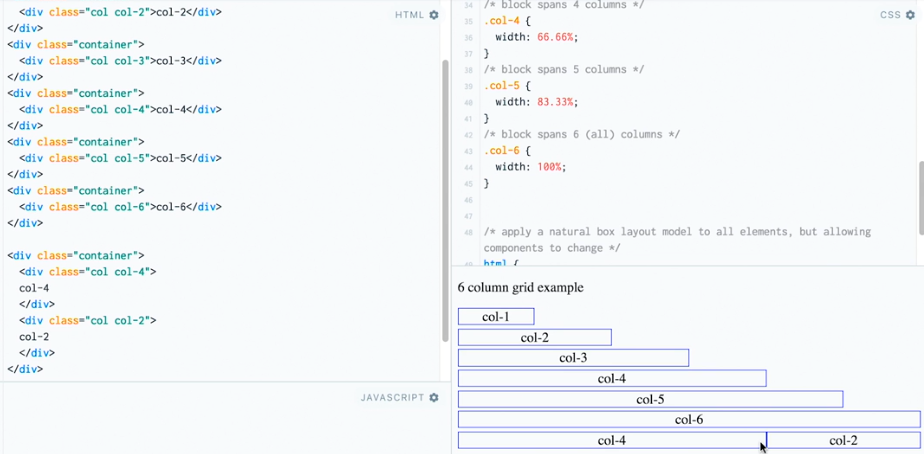 <div class="col col-2">col-2</div>
</div>
<div class="container">
<div class="col col-3">col-3</div>
</div>
<div class="container">
<div class="col col-4">col-4</div>
</div>
<div class="container">
<div class="col col-5">col-5</div>
</div>
<div class="container">
<div class="col col-6">col-6</div>
</div>
<div class="container">
<div class="col col-4">
col-4
</div>
<div class="col col-2">
col-2
</div>
</div>
HTML
JAVASCRIPT
CSS
34 /* block spans 4 columns */
35 .col-4 {
36 width: 66.66%;
37 }
38 /* block spans 5 columns */
39 .col-5 {
40 width: 83.33%;
41 }
42 /* block spans 6 (all) columns */
43 .col-6 {
44 width: 100%;
45 }
46
47
48 /* apply a natural box layout model to all elements, but allowing
components to change */
49 html {
6 column grid example
col-1
col-2
col-3
col-4
col-5
col-6
col-4 col-2